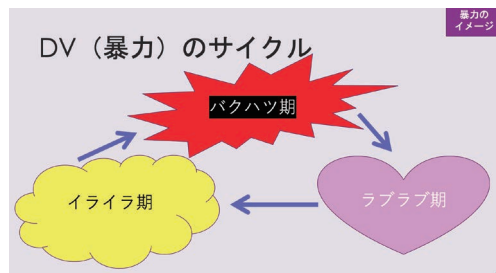 暴力の
イメージ
DV（暴力）のサイクル
バクハツ期
イライラ期
ラブラブ期